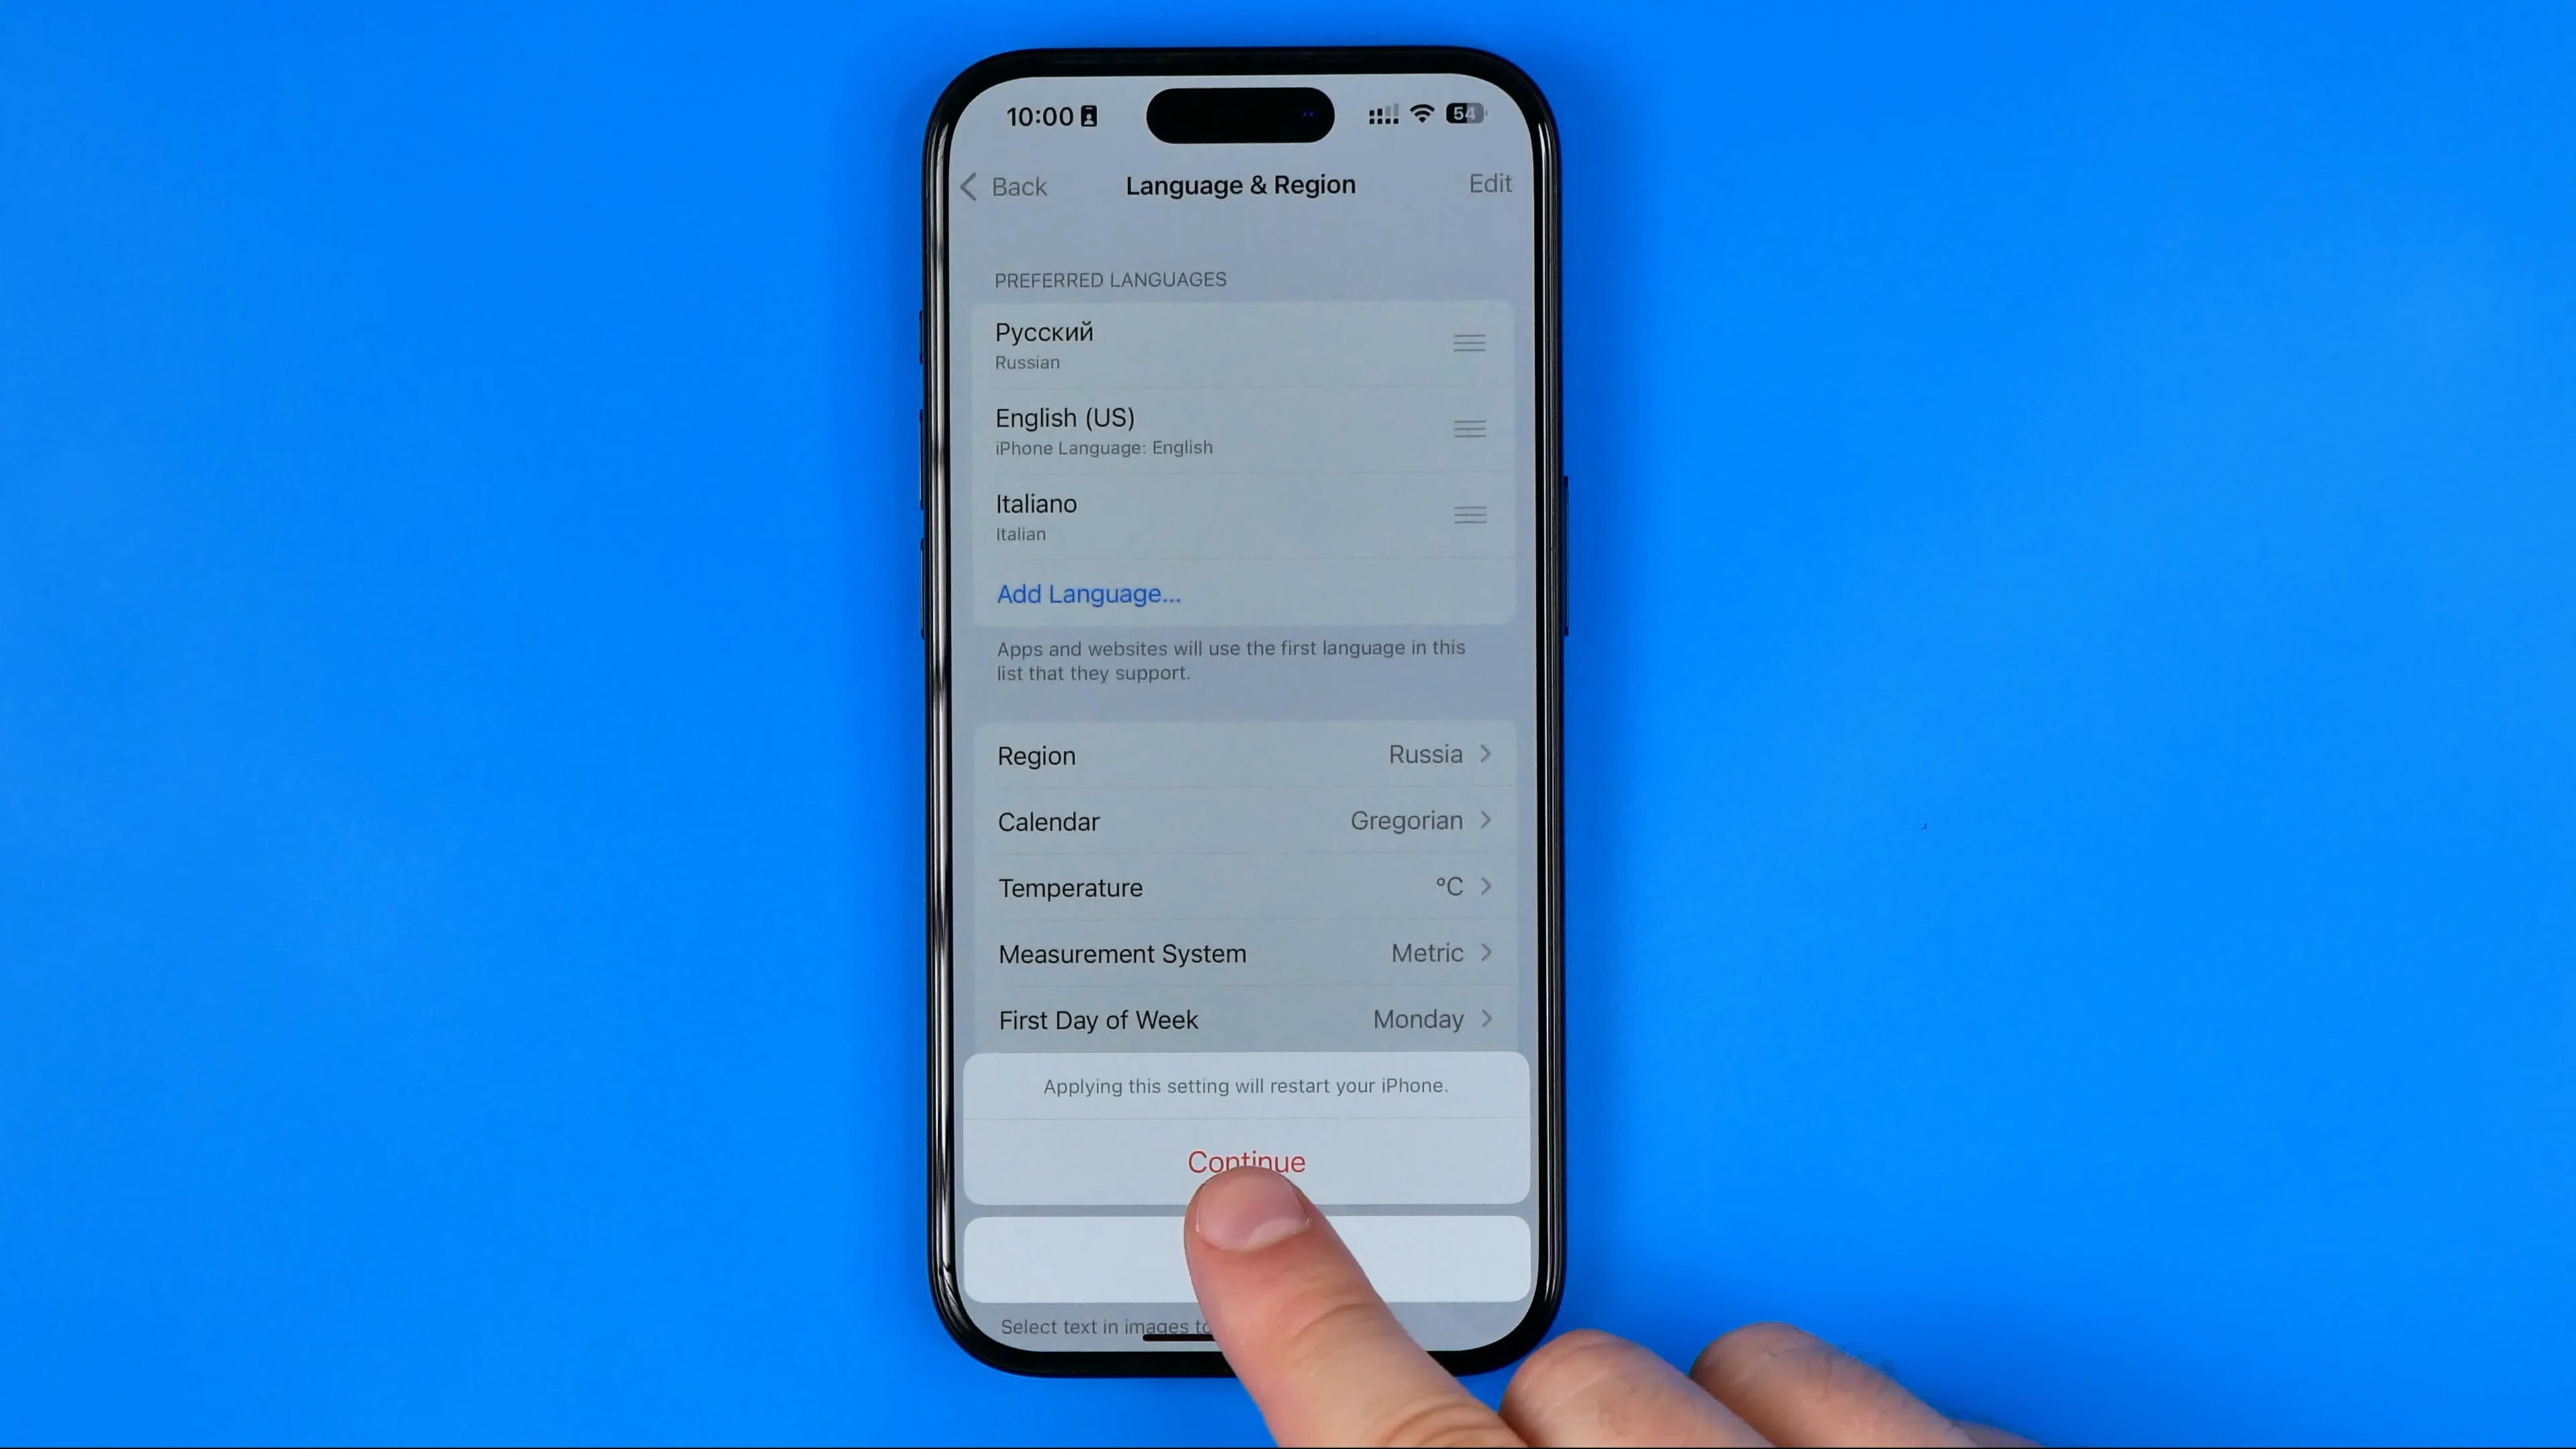 10:00
54
Back
Language & Region
Edit
PREFERRED LANGUAGES
Русский
Russian
English (US)
iPhone Language: English
Italiano
Italian
Add Language...
Apps and websites will use the first language in this
list that they support.
Region
Russia
Calendar
Gregorian
Temperature
°C
Measurement System
Metric
First Day of Week
Monday
Applying this setting will restart your iPhone.
Continue
Select text in images to